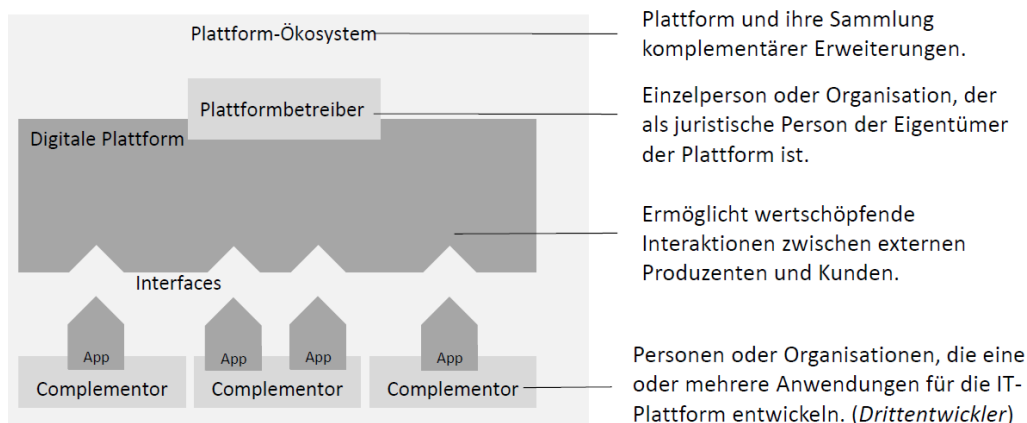 Plattform-Ökosystem
Plattform und ihre Sammlung
komplementärer Erweiterungen.
Plattformbetreiber
Einzelperson oder Organisation, der
als juristische Person der Eigentümer
der Plattform ist.
Digitale Plattform
Ermöglicht wertschöpfende
Interaktionen zwischen externen
Produzenten und Kunden.
Interfaces
App
App
App
App
Complementor
Complementor
Complementor
Personen oder Organisationen, die eine
oder mehrere Anwendungen für die IT-
Plattform entwickeln. (Drittentwickler)